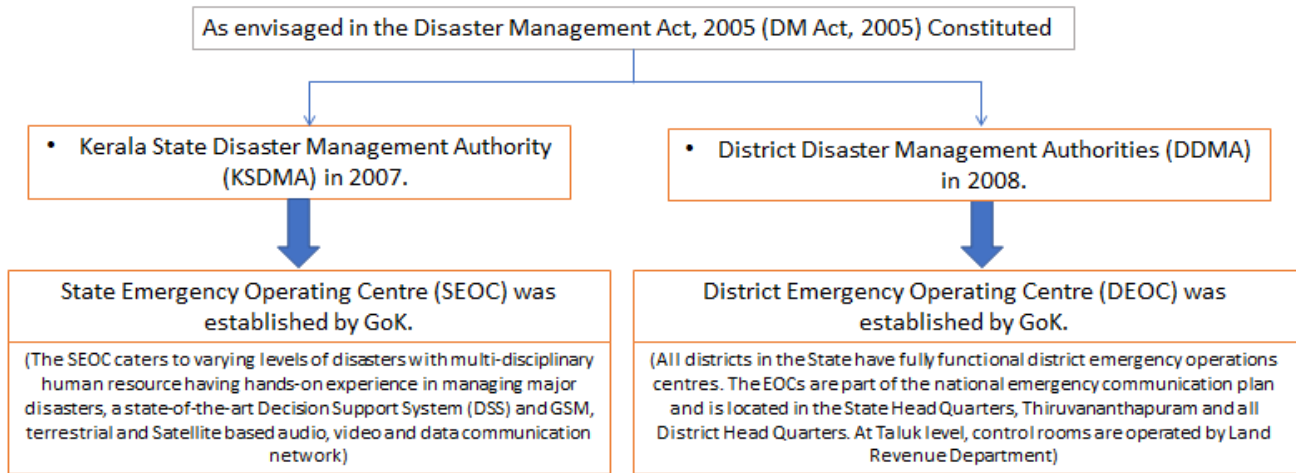 As envisaged in the Disaster Management Act, 2005 (DM Act, 2005) Constituted
• Kerala State Disaster Management Authority
(KSDMA) in 2007.
• District Disaster Management Authorities (DDMA)
in 2008.
State Emergency Operating Centre (SEOC) was
established by GoK.
(The SEOC caters to varying levels of disasters with multi-disciplinary
human resource having hands-on experience in managing major
disasters, a state-of-the-art Decision Support System (DSS) and GSM,
terrestrial and Satellite based audio, video and data communication
network)
District Emergency Operating Centre (DEOC) was
established by GoK.
(All districts in the State have fully functional district emergency operations
centres. The EOCs are part of the national emergency communication plan
and is located in the State Head Quarters, Thiruvananthapuram and all
District Head Quarters. At Taluk level, control rooms are operated by Land
Revenue Department)